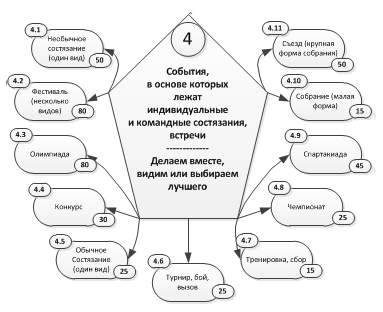 4
События,
в основе которых
лежат
индивидуальные
и командные состязания,
встречи
-------------
Делаем вместе,
видим или выбираем
лучшего
4.1
Необычное
состязание
(один вид)
50
4.2
Фестиваль
(несколько
видов)
80
4.3
Олимпиада
80
4.4
Конкурс
30
4.5
Обычное
Состязание
(один вид)
25
4.6
Турнир, бой,
вызов
25
4.7
Тренировка, сбор
15
4.8
Чемпионат
25
4.9
Спартакиада
45
4.10
Собрание (малая
форма)
15
4.11
Съезд (крупная
форма собрания)
50